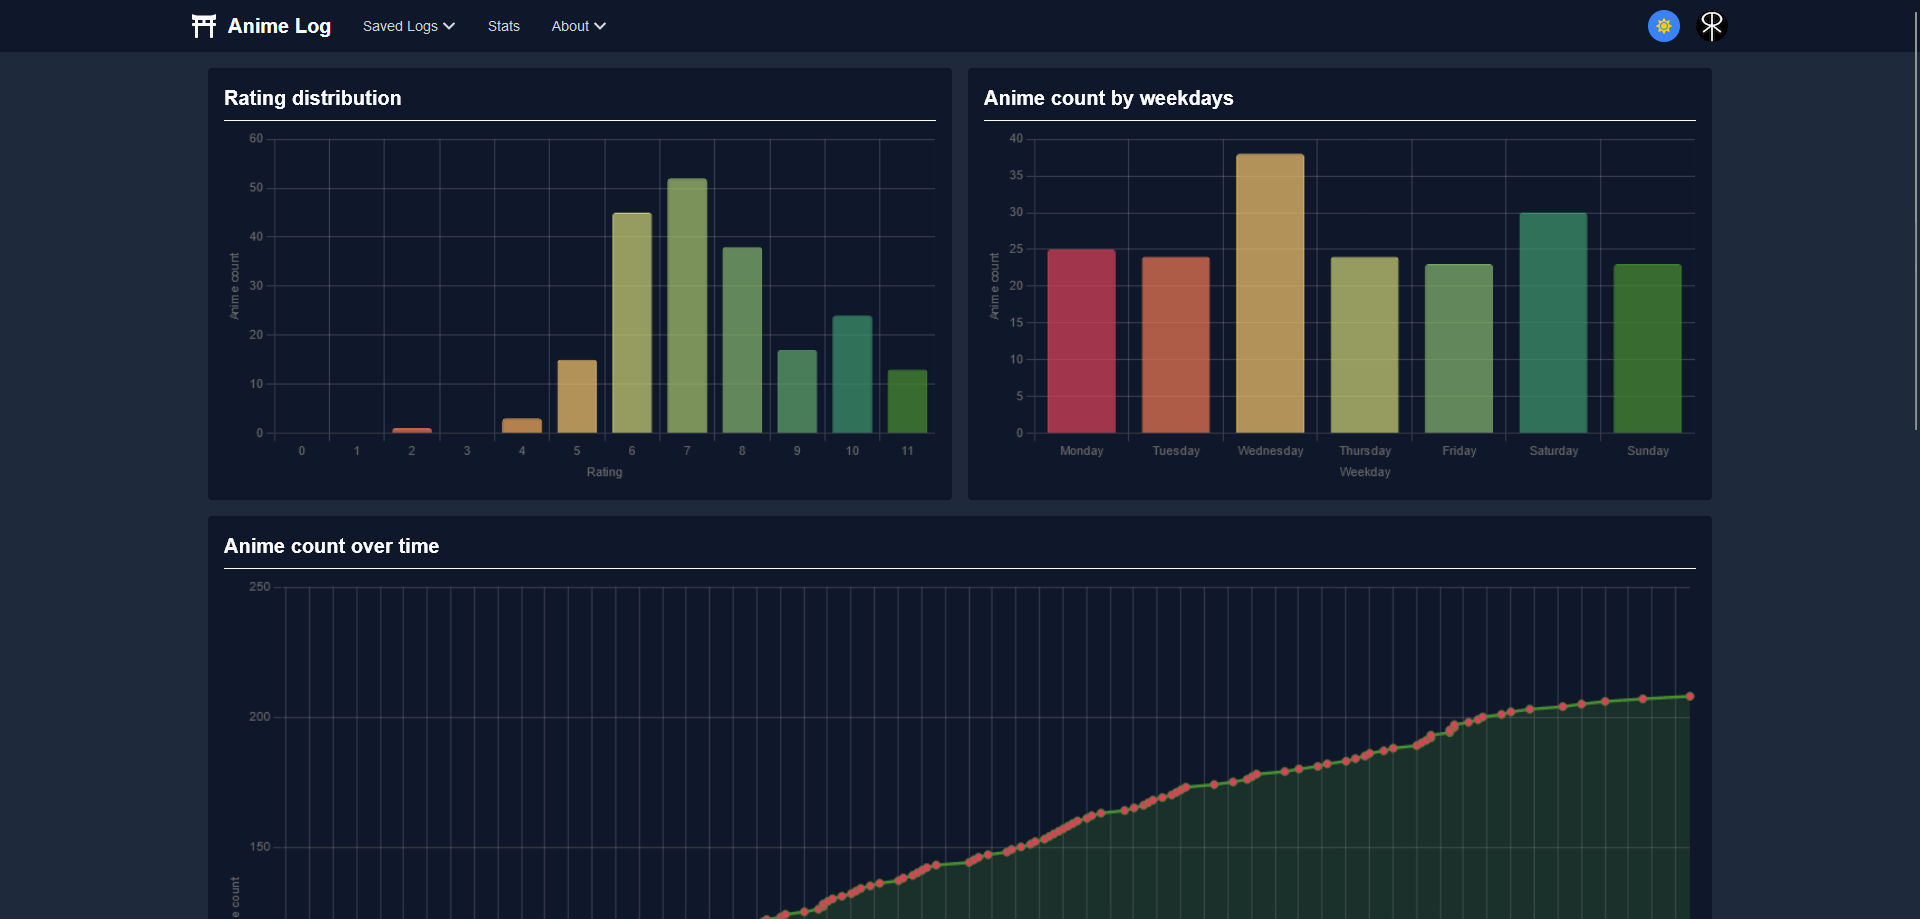 Anime Log
Saved Logs
Stats
About
Rating distribution
60
50
40
30
20
10
0
Anime count
0 1 2 3 4 5 6 7 8 9 10 11
Rating
Anime count by weekdays
40
35
30
25
20
15
10
5
0
Anime count
Monday Tuesday Wednesday Thursday Friday Saturday Sunday
Weekday
Anime count over time
250
200
150
e count